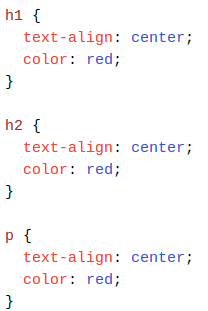 h1 {
  text-align: center;
  color: red;
}

h2 {
  text-align: center;
  color: red;
}

p {
  text-align: center;
  color: red;
}